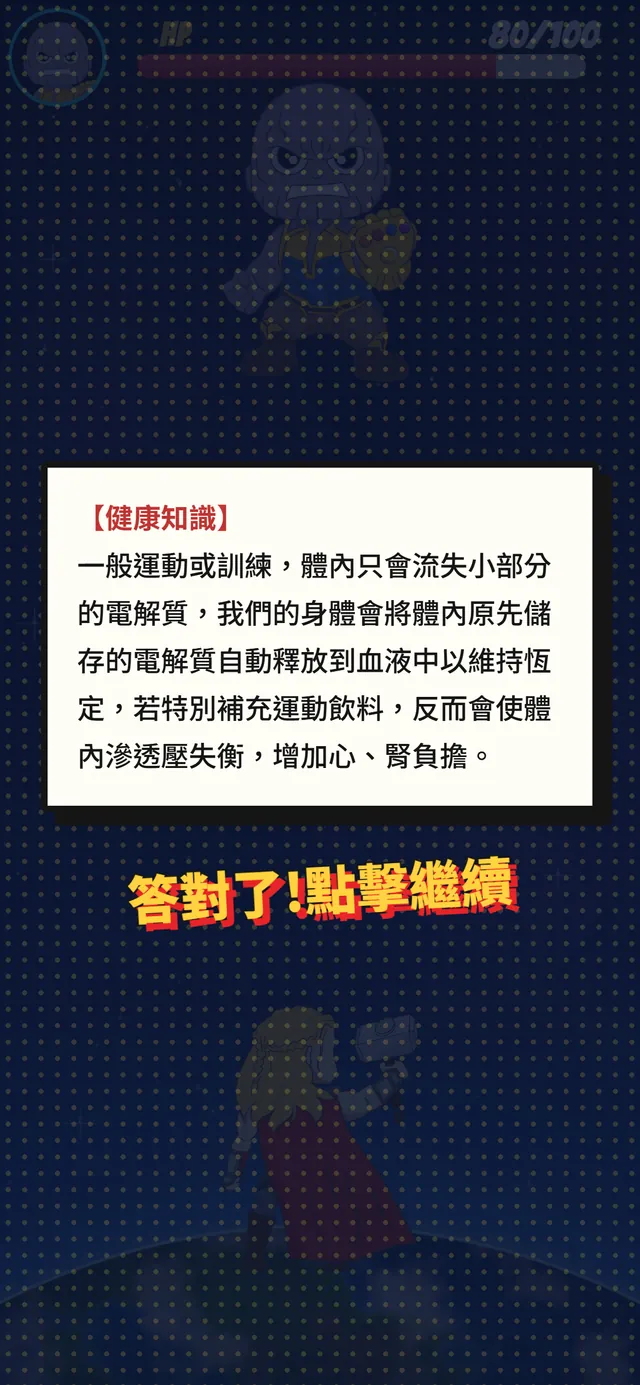 HP
80/100
【健康知識】
一般運動或訓練，體內只會流失小部分
的電解質，我們的身體會將體內原先儲
存的電解質自動釋放到血液中以維持恆
定，若特別補充運動飲料，反而會使體
內滲透壓失衡，增加心、腎負擔。
答對了!點擊繼續